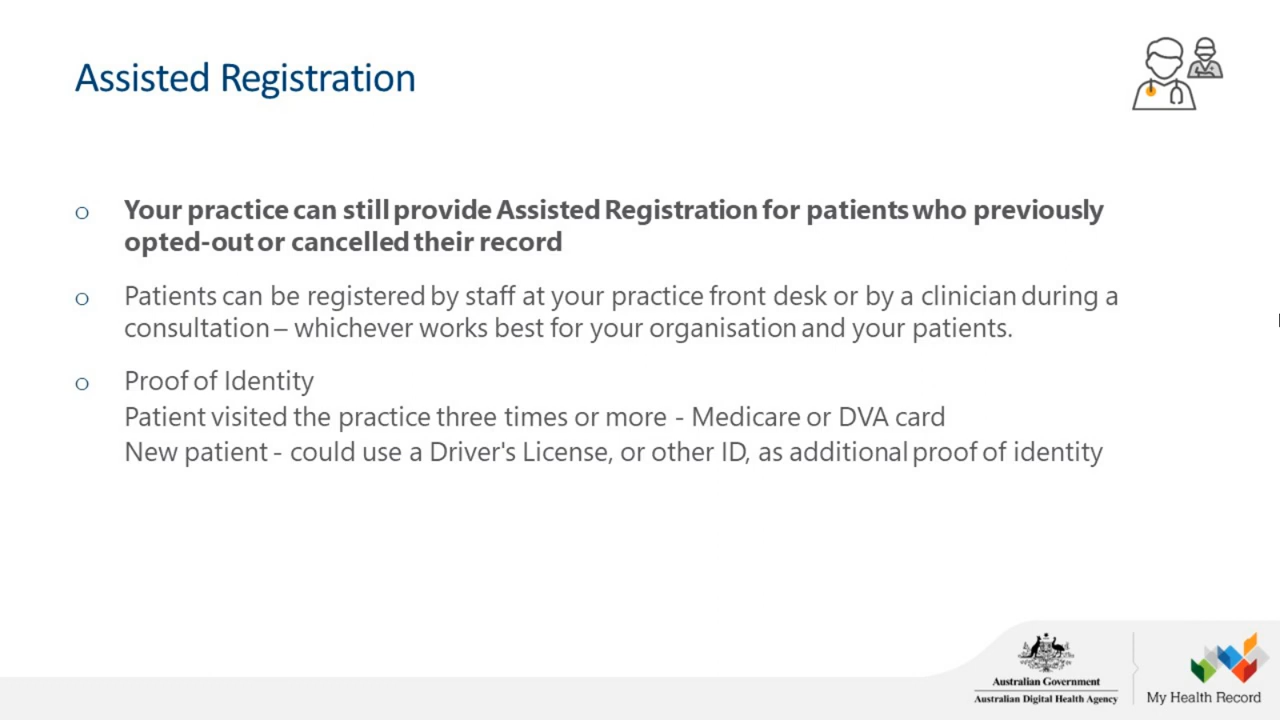 Assisted Registration
o Your practice can still provide Assisted Registration for patients who previously
opted-out or cancelled their record
o Patients can be registered by staff at your practice front desk or by a clinician during a
consultation – whichever works best for your organisation and your patients.
o Proof of Identity
Patient visited the practice three times or more - Medicare or DVA card
New patient - could use a Driver's License, or other ID, as additional proof of identity
Australian Government
Australian Digital Health Agency
My Health Record